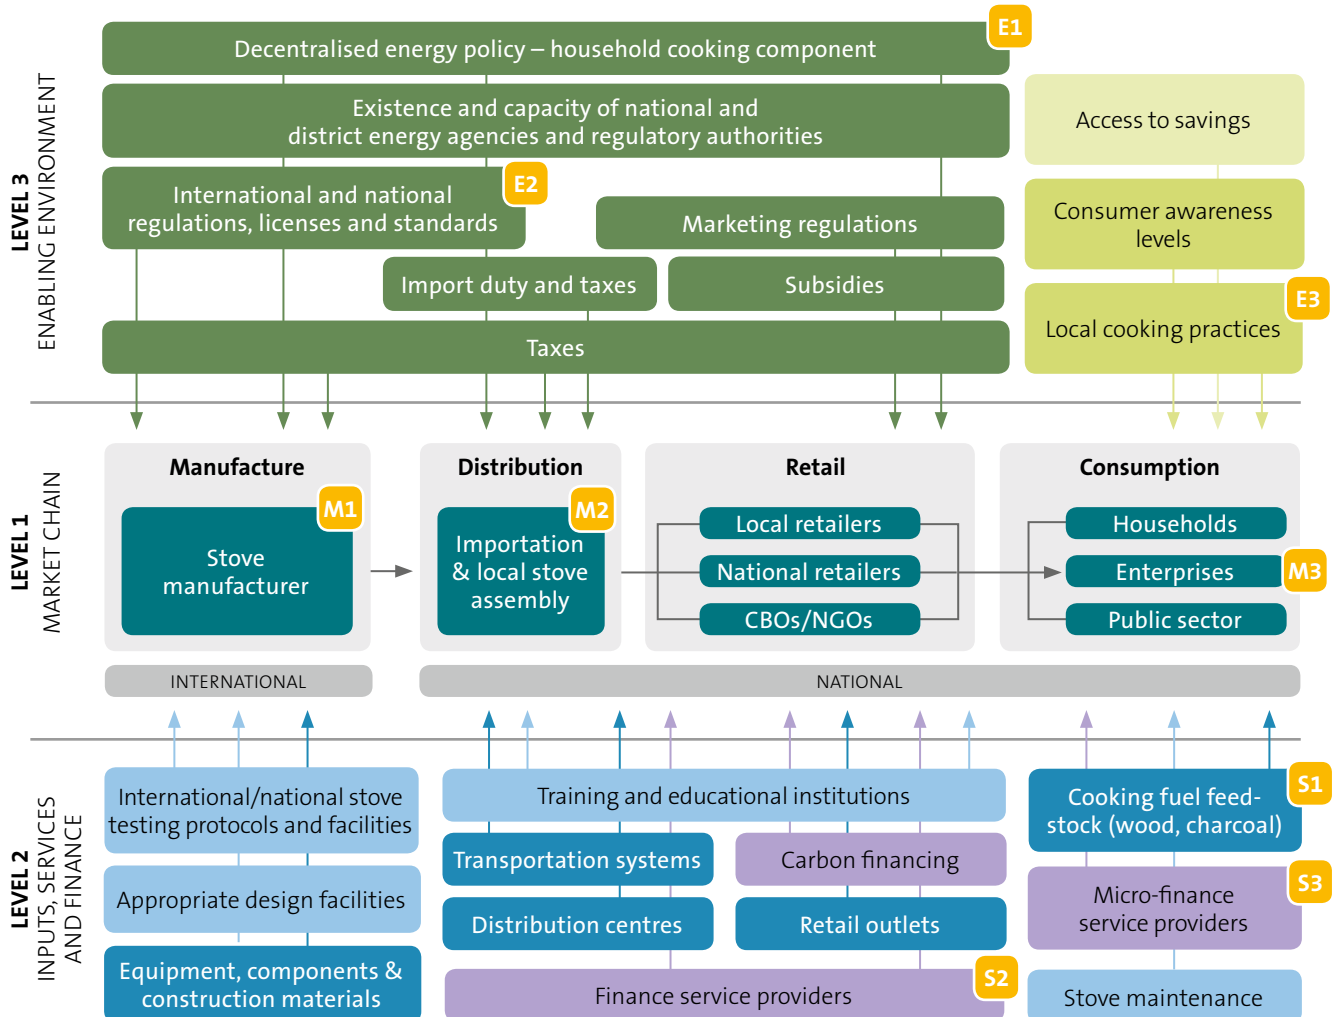 LEVEL 3
ENABLING ENVIRONMENT
Decentralised energy policy – household cooking component
E1
Existence and capacity of national and
district energy agencies and regulatory authorities
International and national
regulations, licenses and standards
E2
Marketing regulations
Import duty and taxes
Subsidies
Taxes
Access to savings
Consumer awareness
levels
Local cooking practices
E3
LEVEL 1
MARKET CHAIN
Manufacture
Stove
manufacturer
M1
Distribution
Importation
& local stove
assembly
M2
Retail
Local retailers
National retailers
CBOs/NGOs
Consumption
Households
Enterprises
M3
Public sector
INTERNATIONAL
NATIONAL
LEVEL 2
INPUTS, SERVICES
AND FINANCE
International/national stove
testing protocols and facilities
Appropriate design facilities
Equipment, components &
construction materials
Training and educational institutions
Transportation systems
Carbon financing
Distribution centres
Retail outlets
Finance service providers
S2
Cooking fuel feed-
stock (wood, charcoal)
S1
Micro-finance
service providers
S3
Stove maintenance